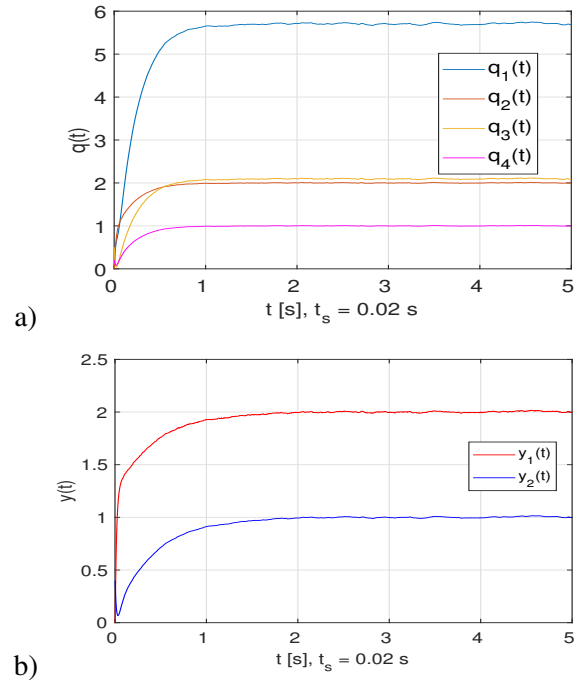 6
5
4
3
2
1
0
q(t)
q₁(t)
q₂(t)
q₃(t)
q₄(t)
0 1 2 3 4 5
t [s], tₛ = 0.02 s
a)
2.5
2
1.5
1
0.5
0
y(t)
y₁(t)
y₂(t)
0 1 2 3 4 5
t [s], tₛ = 0.02 s
b)